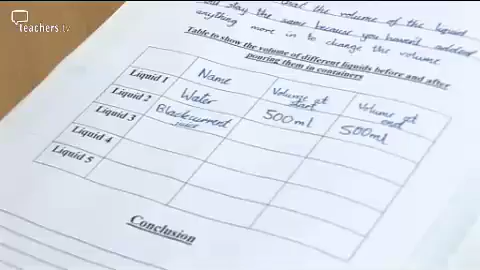 teachers.tv
the volume of the liquid
stay the same because you haven't added
anything more in to change the volume
Table to show the volume of different liquids before and after
pouring them in containers
Name Volume at start Volume at end
Liquid 1 Water 500ml 500ml
Liquid 2 Blackcurrant
Liquid 3
Liquid 4
Liquid 5
Conclusion